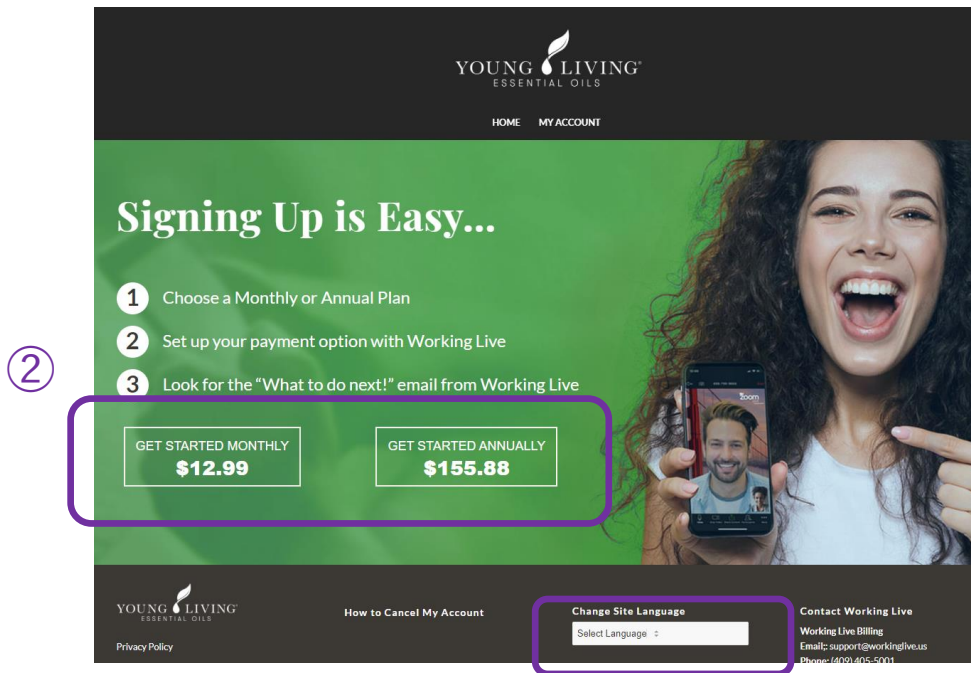 YOUNG LIVING®
ESSENTIAL OILS
HOME MY ACCOUNT
Signing Up is Easy...
1 Choose a Monthly or Annual Plan
2 Set up your payment option with Working Live
3 Look for the “What to do next!” email from Working Live
②
GET STARTED MONTHLY
$12.99
GET STARTED ANNUALLY
$155.88
zoom
YOUNG LIVING®
ESSENTIAL OILS
Privacy Policy
How to Cancel My Account
Change Site Language
Select Language
Contact Working Live
Working Live Billing
Email;: support@workinglive.us
Phone: (409) 405-5001